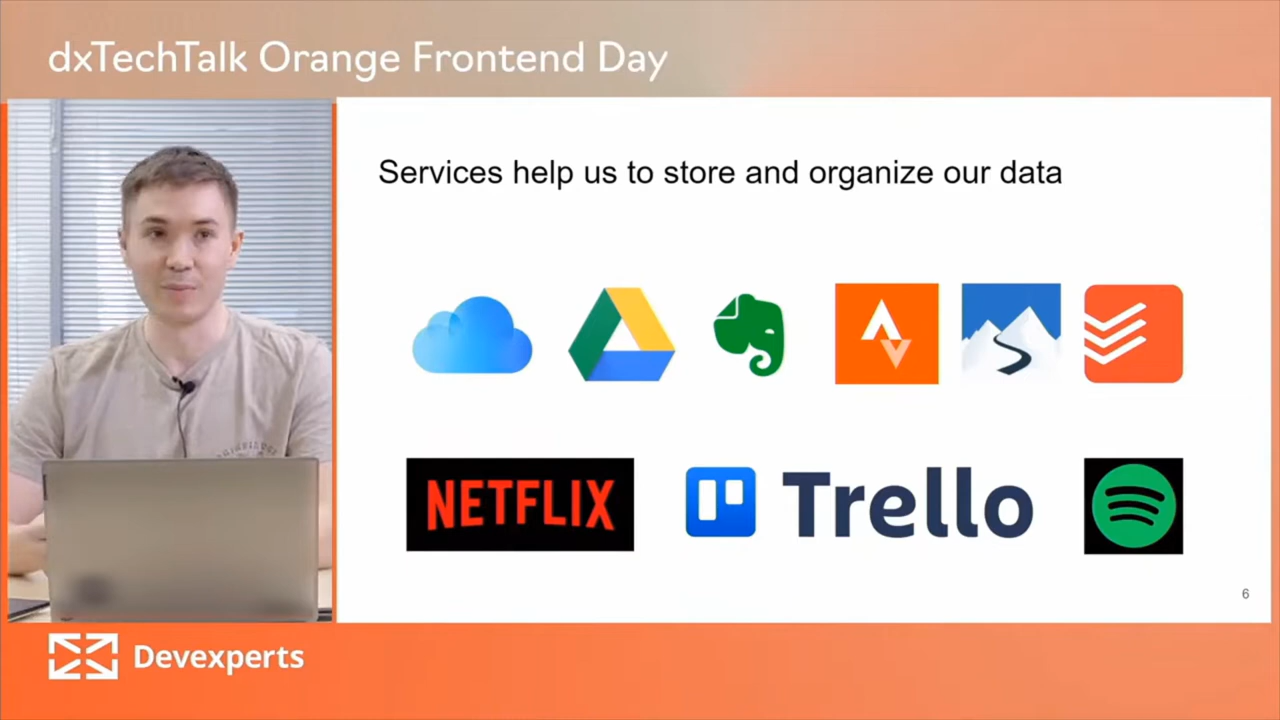 dxTechTalk Orange Frontend Day
Services help us to store and organize our data
NETFLIX
Trello
6
Devexperts